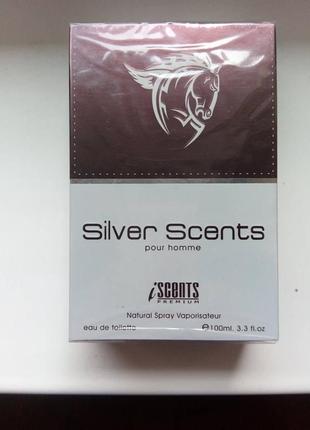 Silver Scents
pour homme
iSCENTS
PREMIUM
Natural Spray Vaporisateur
eau de toilette ℮100ml. 3.3 fl.oz